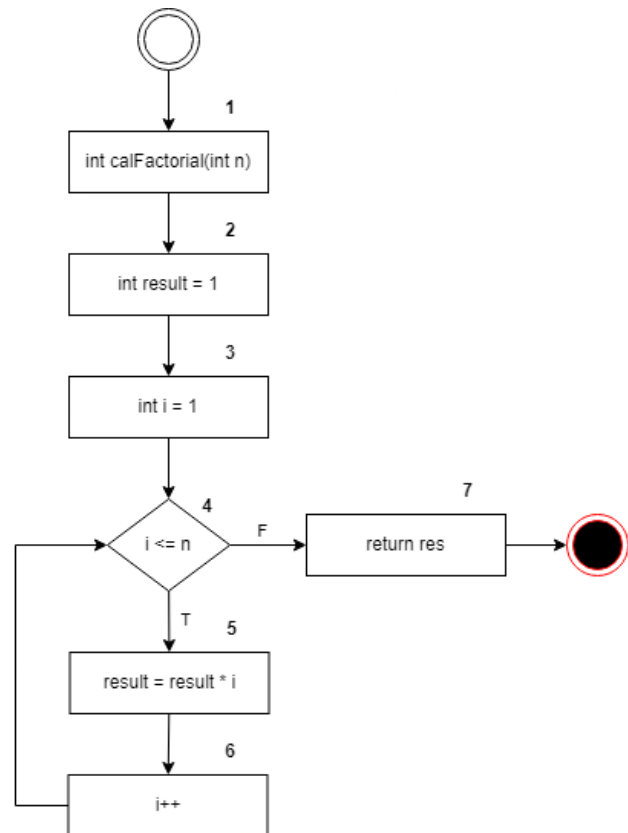 1
int calFactorial(int n)
2
int result = 1
3
int i = 1
4
i <= n
F
7
return res
T
5
result = result * i
6
i++